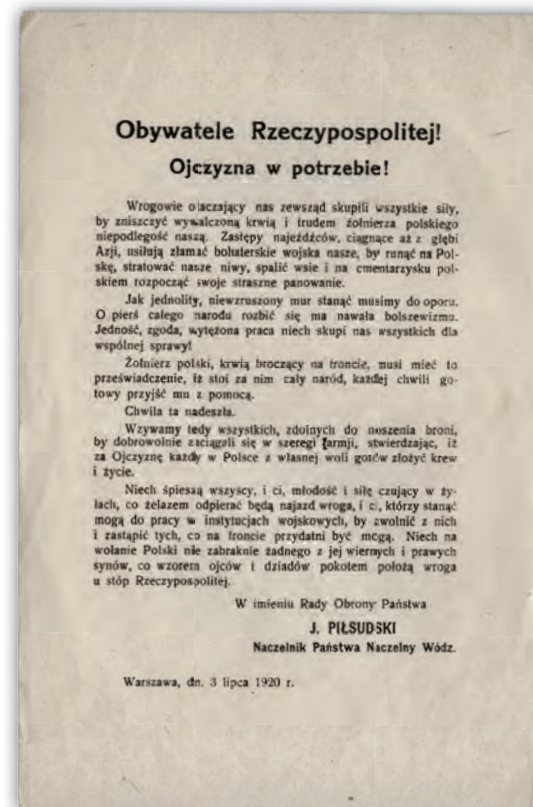 Obywatele Rzeczypospolitej!
Ojczyzna w potrzebie!
Wrogowie otaczający nas zewsząd skupili wszystkie siły,
by zniszczyć wywalczoną krwią i trudem żołnierza polskiego
niepodległość naszą. Zastępy najeźdźców, ciągnące aż z głębi
Azji, usiłują złamać bohaterskie wojska nasze, by runąć na Pol-
skę, stratować nasze niwy, spalić wsie i na cmentarzysku pol-
skiem rozpocząć swoje straszne panowanie.
Jak jednolity, niewzruszony mur stanąć musimy do oporu.
O pierś całego narodu rozbić się ma nawała bolszewizmu.
Jedność, zgoda, wytężona praca niech skupi nas wszystkich dla
wspólnej sprawy!
Żołnierz polski, krwią broczący na froncie, musi mieć to
przeświadczenie, iż stoi za nim cały naród, każdej chwili go-
towy przyjść mu z pomocą.
Chwila ta nadeszła.
Wzywamy tedy wszystkich, zdolnych do noszenia broni,
by dobrowolnie zaciągali się w szeregi armji, stwierdzając, iż
za Ojczyznę każdy w Polsce z własnej woli gotów złożyć krew
i życie.
Niech śpieszą wszyscy, i ci, młodość i siłę czujący w ży-
łach, co żelazem odpierać będą najazd wroga, i ci, którzy stanąć
mogą do pracy w instytucjach wojskowych, by zwolnić z nich
i zastąpić tych, co na froncie przydatni być mogą. Niech na
wołanie Polski nie zabraknie żadnego z jej wiernych i prawych
synów, co wzorem ojców i dziadów pokotem położą wroga
u stóp Rzeczypospolitej.
W imieniu Rady Obrony Państwa
J. PIŁSUDSKI
Naczelnik Państwa Naczelny Wódz.
Warszawa, dn. 3 lipca 1920 r.